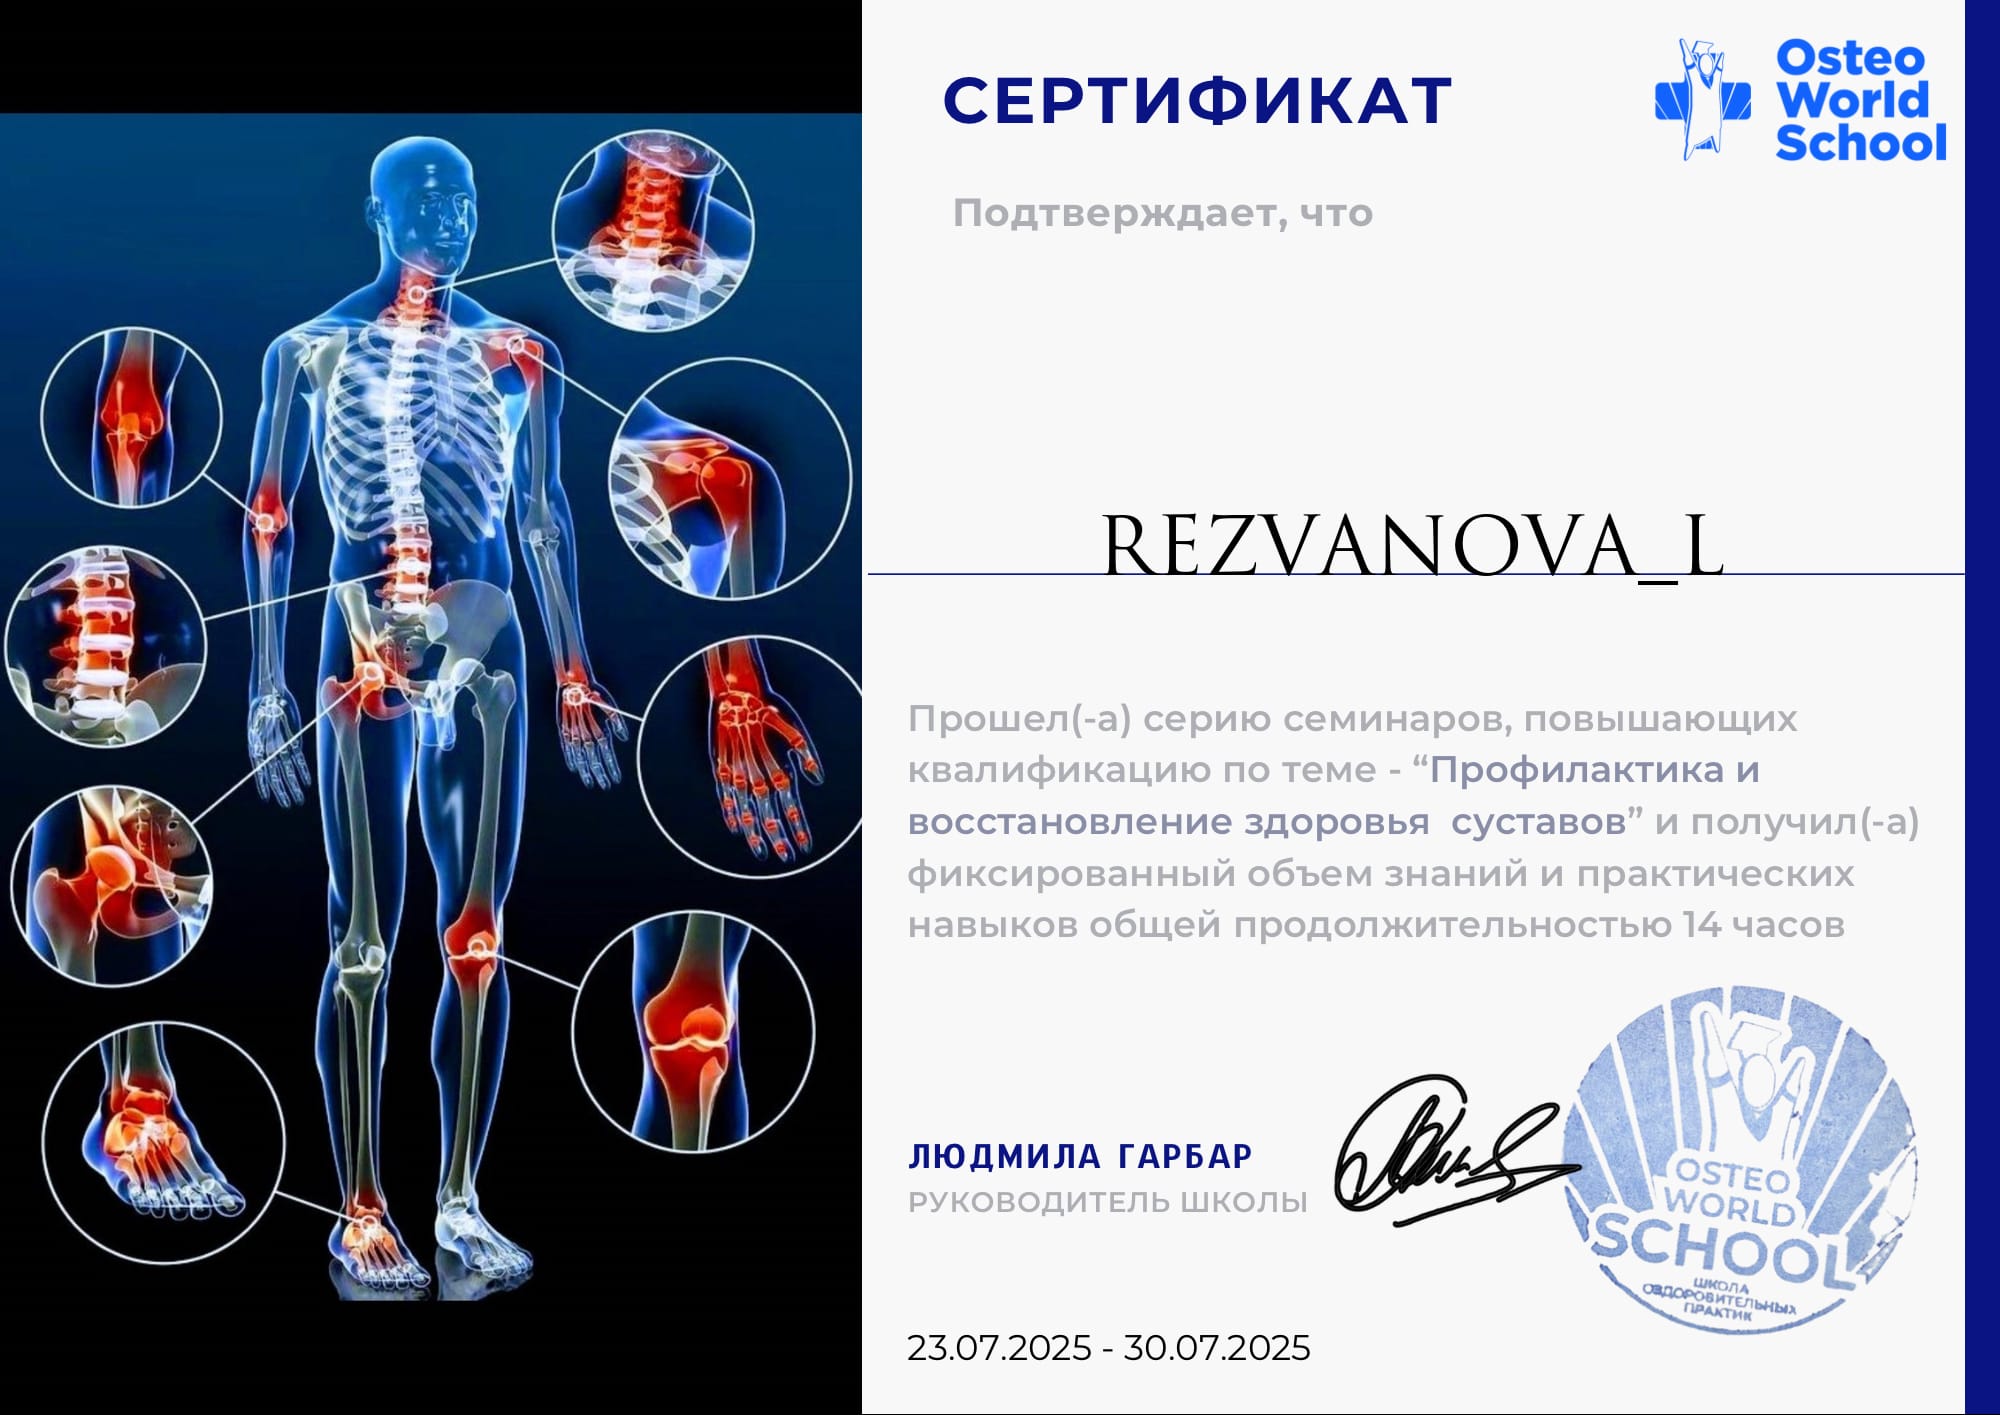 СЕРТИФИКАТ
Osteo
World
School
Подтверждает, что
REZVANOVA_L
Прошел(-а) серию семинаров, повышающих
квалификацию по теме - “Профилактика и
восстановление здоровья суставов” и получил(-а)
фиксированный объем знаний и практических
навыков общей продолжительностью 14 часов
ЛЮДМИЛА ГАРБАР
РУКОВОДИТЕЛЬ ШКОЛЫ
OSTEO
WORLD
SCHOOL
ШКОЛА
ОЗДОРОВИТЕЛЬНЫХ
ПРАКТИК
23.07.2025 - 30.07.2025